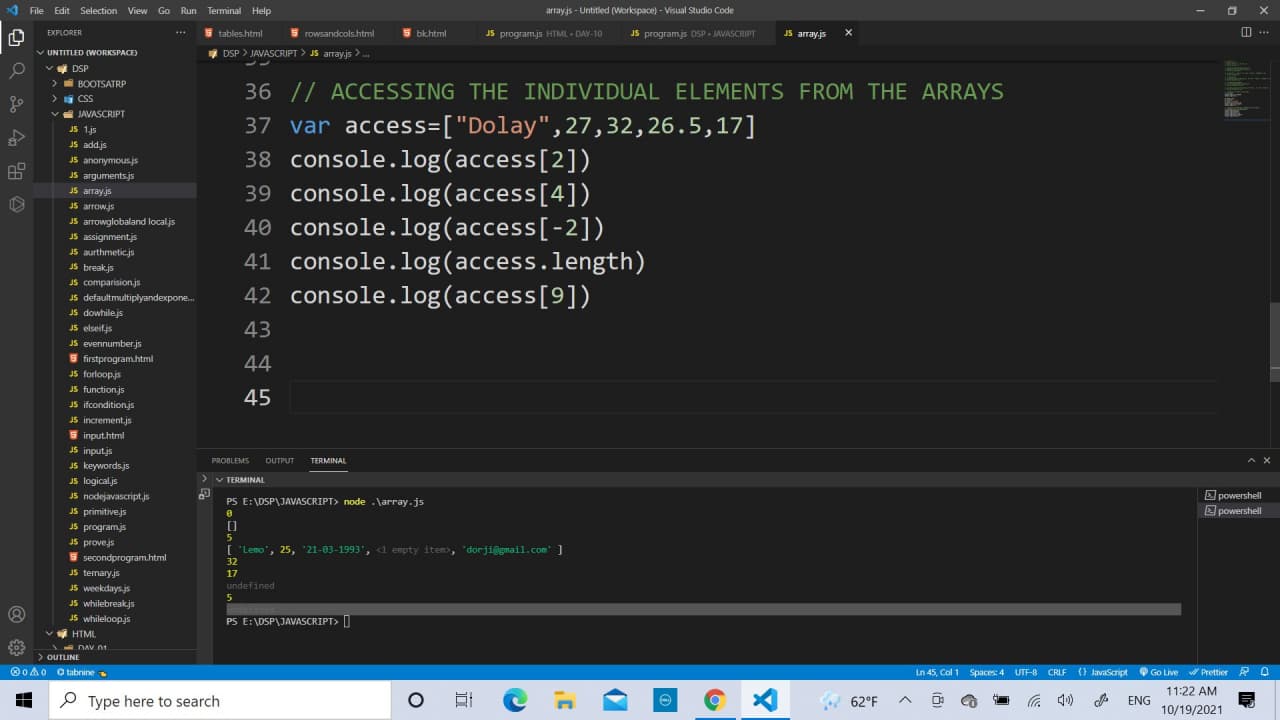 File Edit Selection View Go Run Terminal Help
array.js - Untitled (Workspace) - Visual Studio Code
EXPLORER
tables.html
rowsandcols.html
bk.html
program.js HTML • DAY-10
program.js DSP • JAVASCRIPT
array.js
UNTITLED (WORKSPACE)
DSP
BOOTSATRP
CSS
JAVASCRIPT
1.js
add.js
anonymous.js
arguments.js
array.js
arrow.js
arrowglobaland local.js
assignment.js
aurthmetic.js
break.js
comparision.js
defaultmultiplyandexpone...
dowhile.js
elseif.js
evennumber.js
firstprogram.html
forloop.js
function.js
ifcondition.js
increment.js
input.html
input.js
keywords.js
logical.js
nodejavascript.js
primitive.js
program.js
prove.js
secondprogram.html
ternary.js
weekdays.js
whilebreak.js
whileloop.js
HTML
DAY-01
OUTLINE
DSP > JAVASCRIPT > array.js > ...
35
36 // ACCESSING THE INDIVIDUAL ELEMENTS FROM THE ARRAYS
37 var access=["Dolay",27,32,26.5,17]
38 console.log(access[2])
39 console.log(access[4])
40 console.log(access[-2])
41 console.log(access.length)
42 console.log(access[9])
43
44
45
PROBLEMS OUTPUT TERMINAL
TERMINAL
PS E:\DSP\JAVASCRIPT> node .\array.js
0
[]
5
[ 'Lemo', 25, '21-03-1993', <1 empty item>, 'dorji@gmail.com' ]
32
17
undefined
5
undefined
PS E:\DSP\JAVASCRIPT>
powershell
powershell
0 0 tabnine
Ln 45, Col 1 Spaces: 4 UTF-8 CRLF {} JavaScript Go Live Prettier
Type here to search
62°F
ENG
11:22 AM
10/19/2021